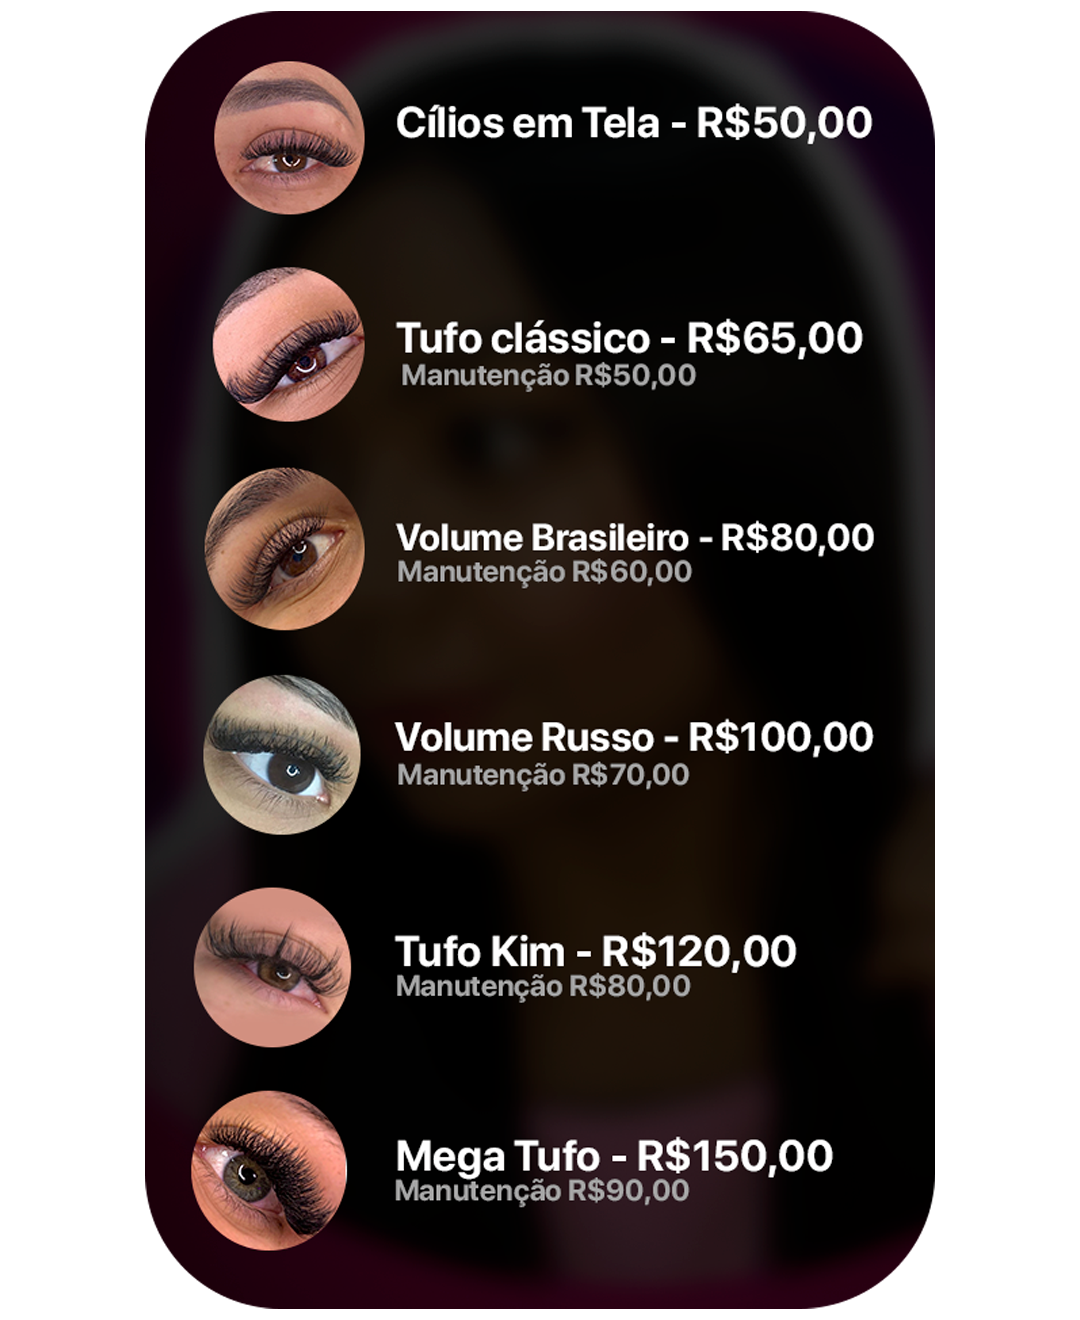 Cílios em Tela - R$50,00
Tufo clássico - R$65,00
Manutenção R$50,00
Volume Brasileiro - R$80,00
Manutenção R$60,00
Volume Russo - R$100,00
Manutenção R$70,00
Tufo Kim - R$120,00
Manutenção R$80,00
Mega Tufo - R$150,00
Manutenção R$90,00